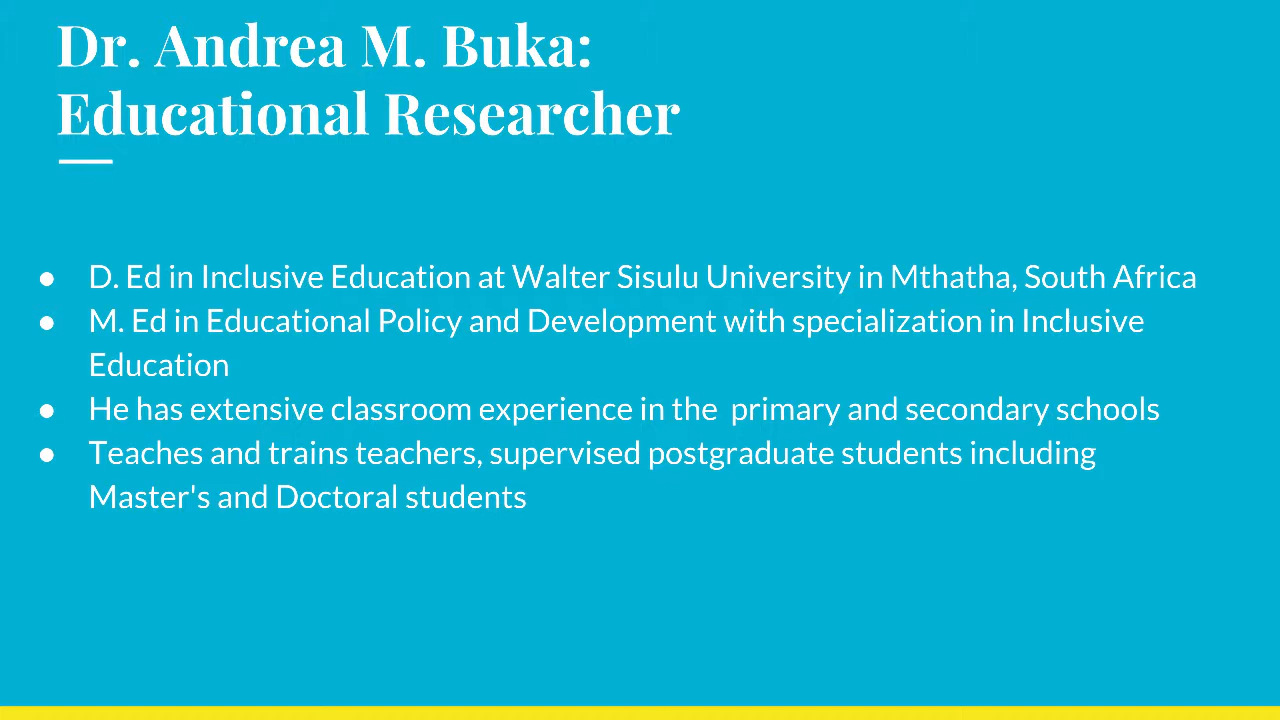 Dr. Andrea M. Buka:
Educational Researcher
● D. Ed in Inclusive Education at Walter Sisulu University in Mthatha, South Africa
● M. Ed in Educational Policy and Development with specialization in Inclusive
Education
● He has extensive classroom experience in the  primary and secondary schools
● Teaches and trains teachers, supervised postgraduate students including
Master's and Doctoral students